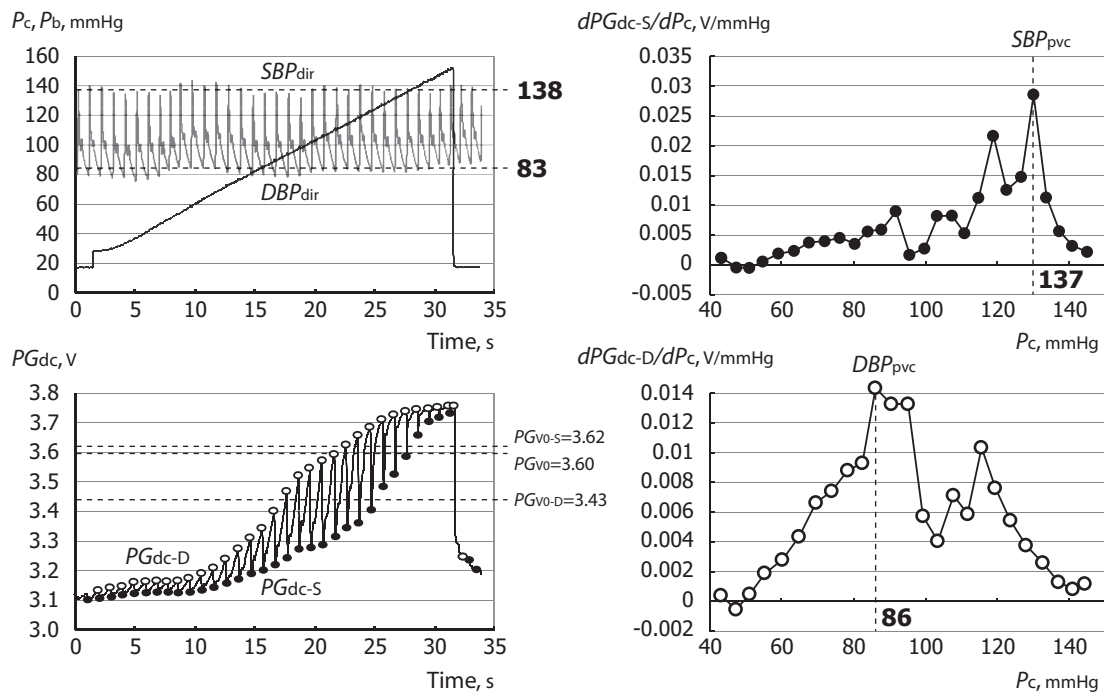 Pc, Pb, mmHg
160
140
120
100
80
60
40
20
0
SBPdir
DBPdir
138
83
0 5 10 15 20 25 30 35
Time, s
dPGdc-S/dPc, V/mmHg
0.035
0.03
0.025
0.02
0.015
0.01
0.005
0
-0.005
SBPpvc
137
40 60 80 100 120 140
Pc, mmHg
PGdc, V
3.8
3.7
3.6
3.5
3.4
3.3
3.2
3.1
3.0
PGV0-S=3.62
PGV0=3.60
PGV0-D=3.43
PGdc-D
PGdc-S
0 5 10 15 20 25 30 35
Time, s
dPGdc-D/dPc, V/mmHg
DBPpvc
0.014
0.012
0.01
0.008
0.006
0.004
0.002
0
-0.002
86
40 60 80 100 120 140
Pc, mmHg